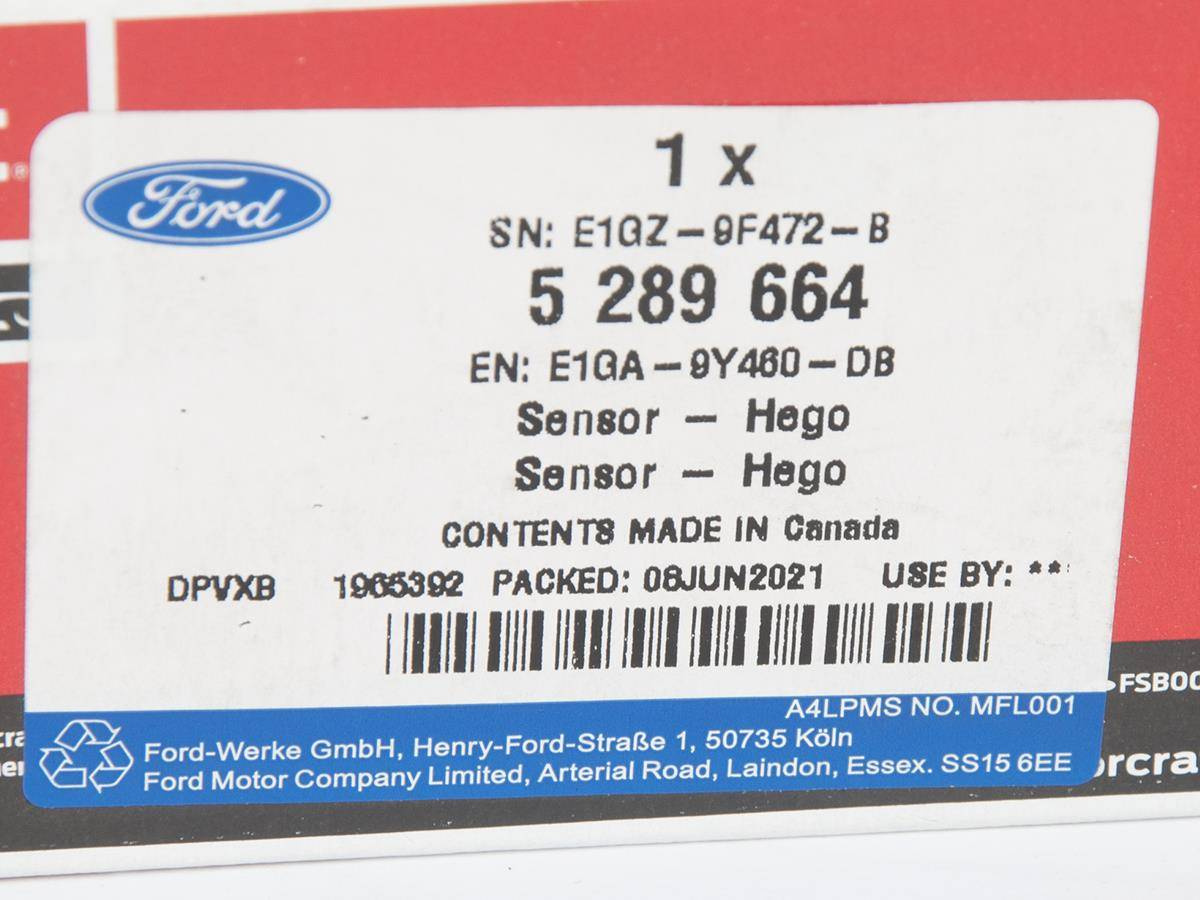 Ford
1 x
SN: E1GZ-9F472-B
5 289 664
EN: E1GA-9Y460-DB
Sensor - Hego
Sensor - Hego
CONTENTS MADE IN Canada
DPVXB 1965392 PACKED: 08JUN2021 USE BY: **
A4LPMS NO. MFL001
Ford-Werke GmbH, Henry-Ford-Straße 1, 50735 Köln
Ford Motor Company Limited, Arterial Road, Laindon, Essex. SS15 6EE